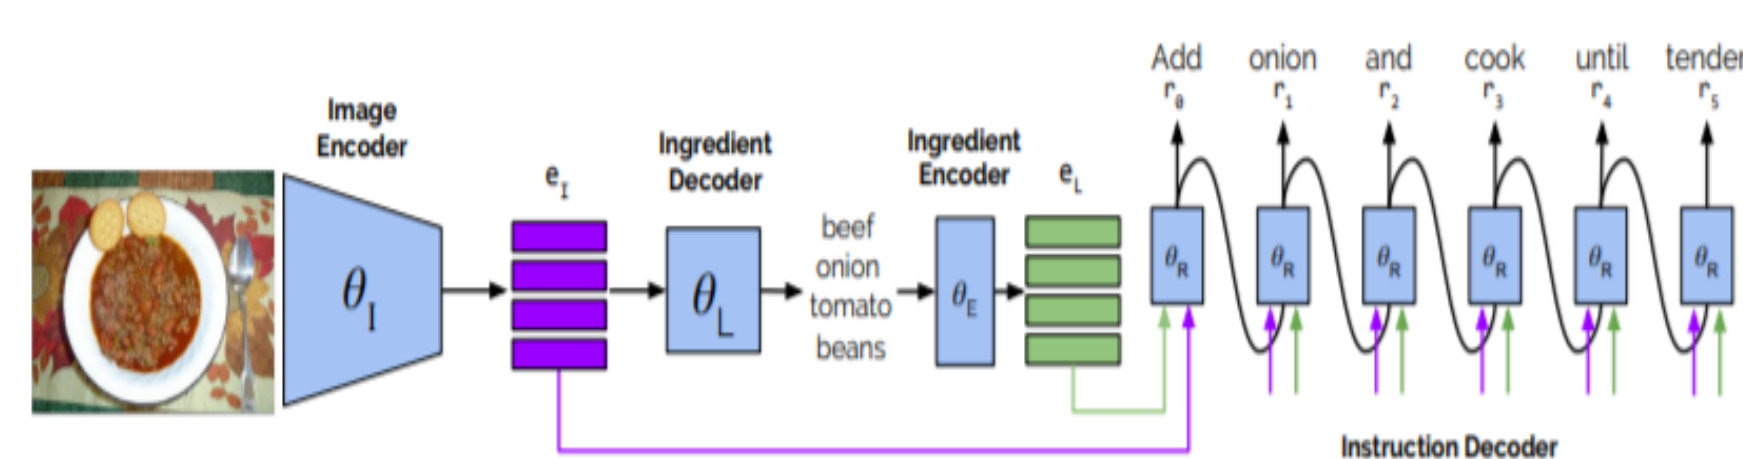 Image
Encoder
θI
eI
Ingredient
Decoder
θL
beef
onion
tomato
beans
Ingredient
Encoder
θE
eL
Add onion and cook until tender
r0 r1 r2 r3 r4 r5
θR θR θR θR θR θR
Instruction Decoder